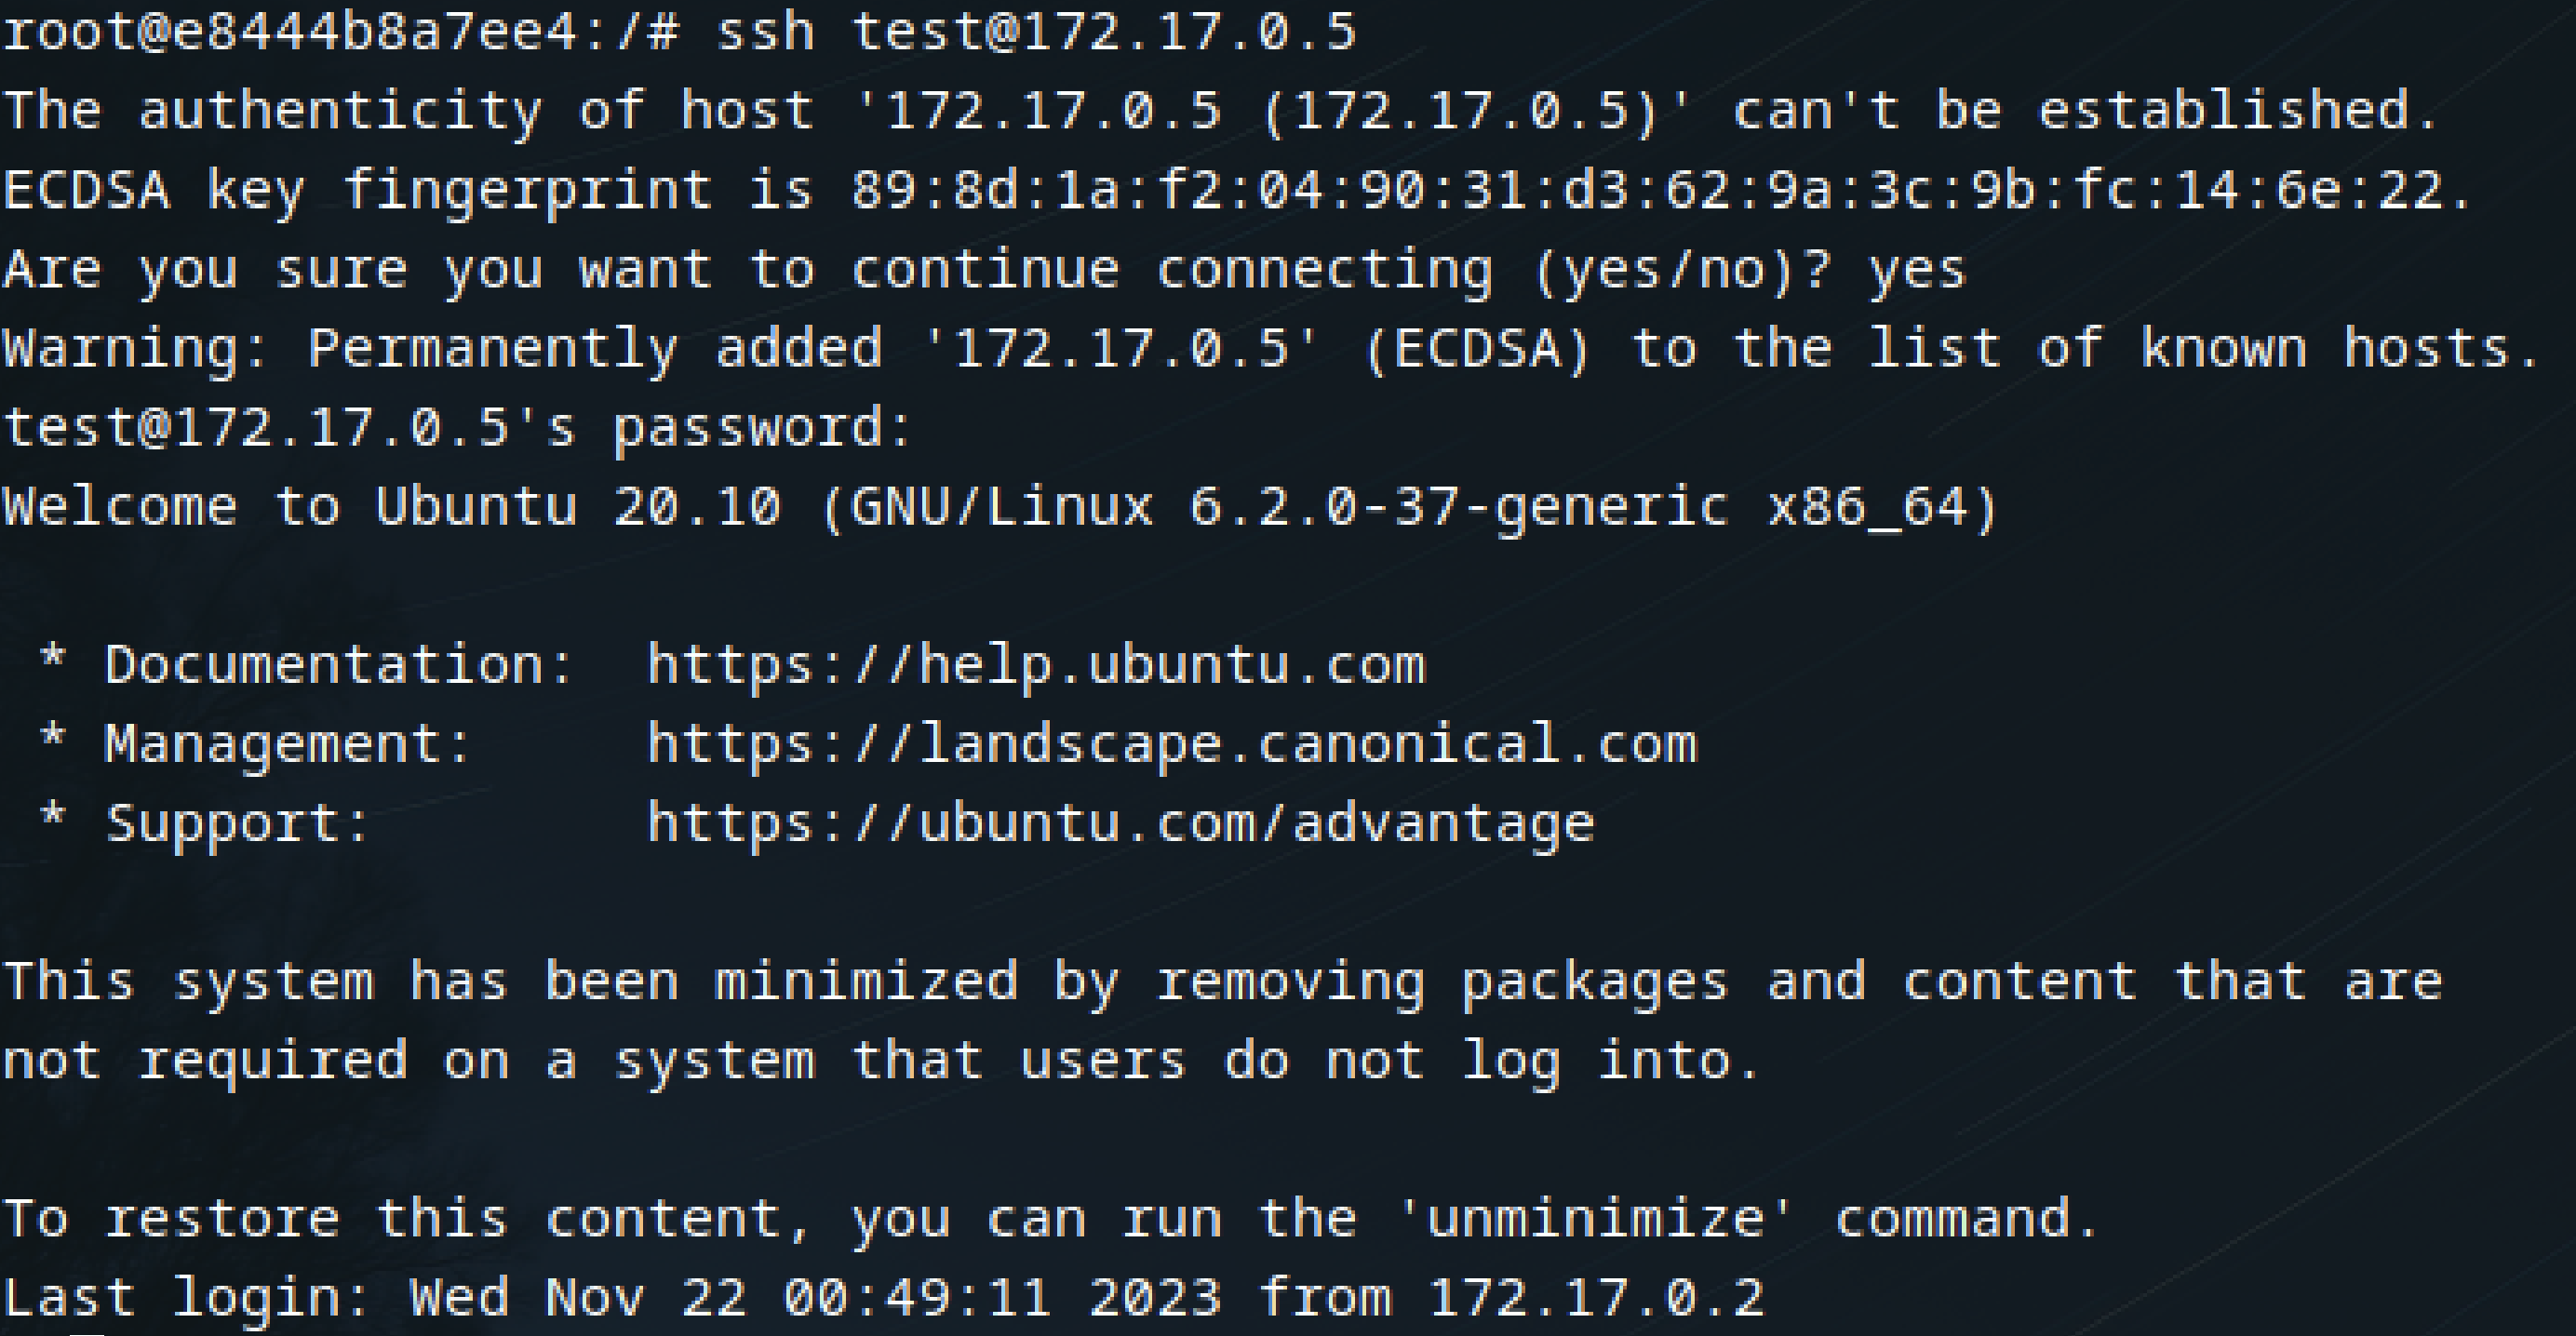 root@e8444b8a7ee4:/# ssh test@172.17.0.5
The authenticity of host '172.17.0.5 (172.17.0.5)' can't be established.
ECDSA key fingerprint is 89:8d:1a:f2:04:90:31:d3:62:9a:3c:9b:fc:14:6e:22.
Are you sure you want to continue connecting (yes/no)? yes
Warning: Permanently added '172.17.0.5' (ECDSA) to the list of known hosts.
test@172.17.0.5's password:
Welcome to Ubuntu 20.10 (GNU/Linux 6.2.0-37-generic x86_64)
 * Documentation:  https://help.ubuntu.com
 * Management:     https://landscape.canonical.com
 * Support:        https://ubuntu.com/advantage
This system has been minimized by removing packages and content that are
not required on a system that users do not log into.
To restore this content, you can run the 'unminimize' command.
Last login: Wed Nov 22 00:49:11 2023 from 172.17.0.2